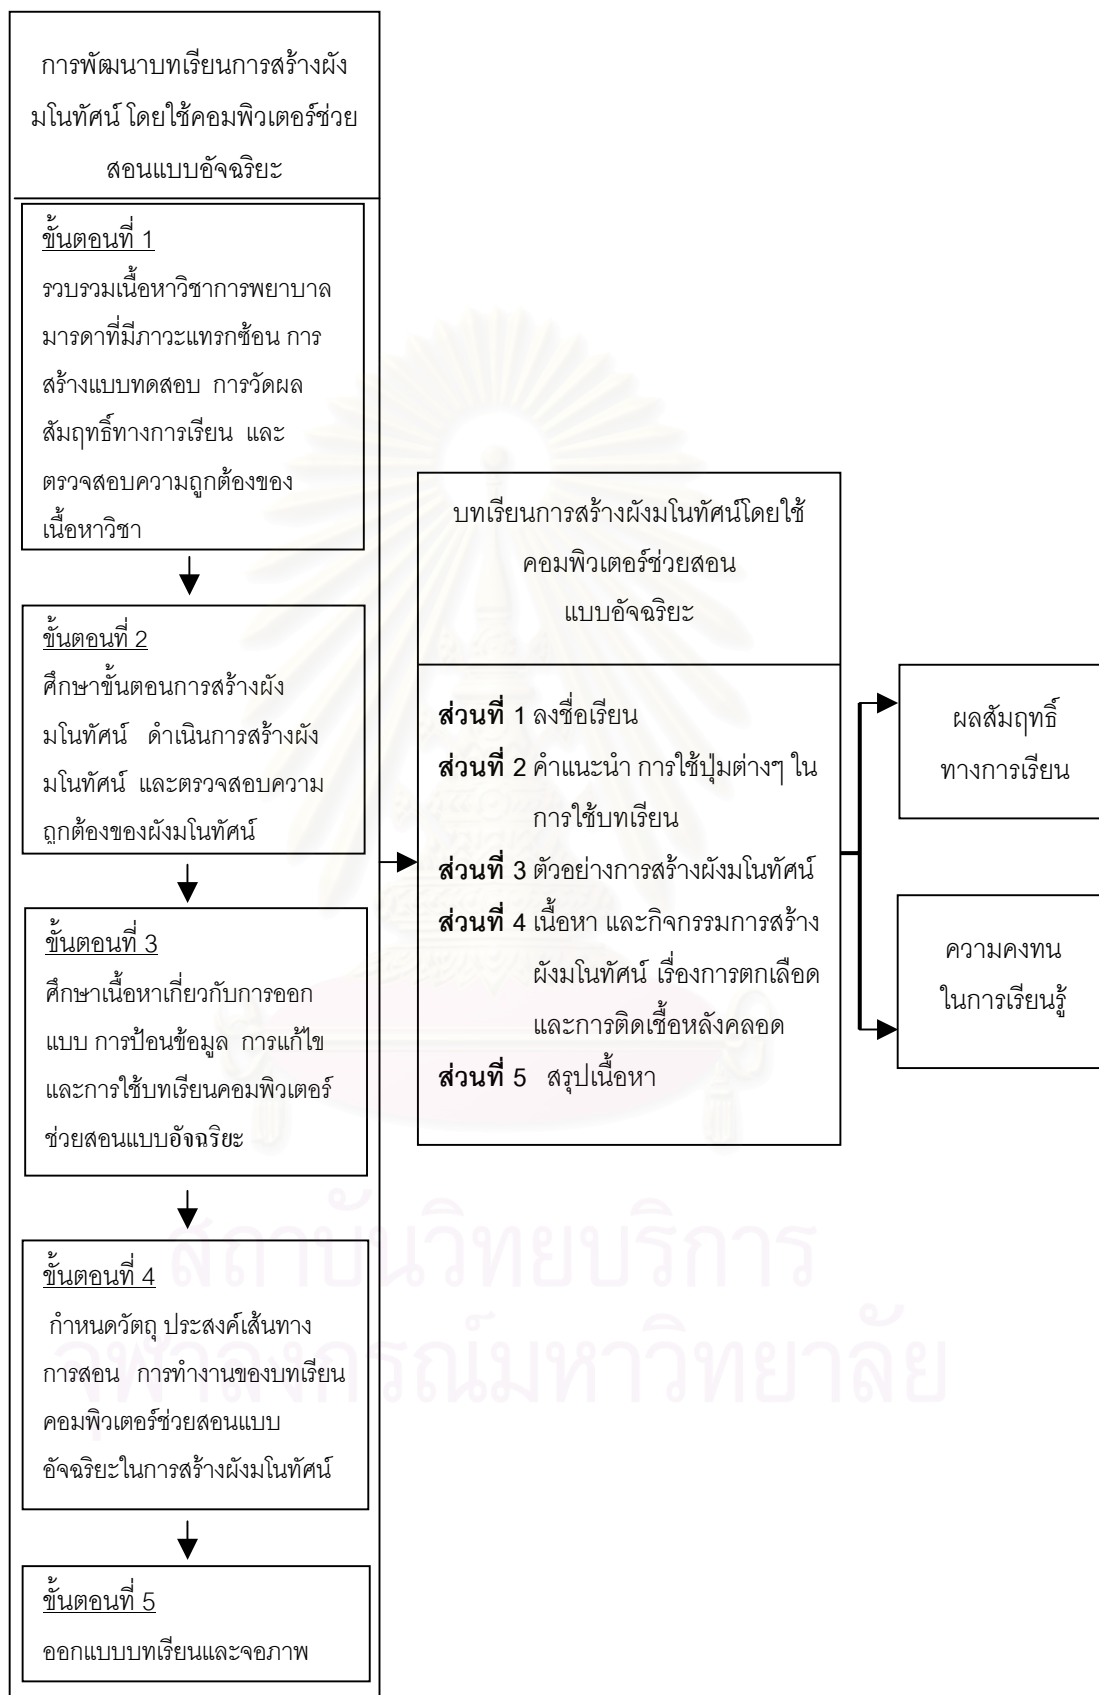 การพัฒนาบทเรียนการสร้างผัง
มโนทัศน์ โดยใช้คอมพิวเตอร์ช่วย
สอนแบบอัจฉริยะ
ขั้นตอนที่ 1
รวบรวมเนื้อหาวิชาการพยาบาล
มารดาที่มีภาวะแทรกซ้อน การ
สร้างแบบทดสอบ การวัดผล
สัมฤทธิ์ทางการเรียน และ
ตรวจสอบความถูกต้องของ
เนื้อหาวิชา
ขั้นตอนที่ 2
ศึกษาขั้นตอนการสร้างผัง
มโนทัศน์ ดำเนินการสร้างผัง
มโนทัศน์ และตรวจสอบความ
ถูกต้องของผังมโนทัศน์
ขั้นตอนที่ 3
ศึกษาเนื้อหาเกี่ยวกับการออก
แบบ การป้อนข้อมูล การแก้ไข
และการใช้บทเรียนคอมพิวเตอร์
ช่วยสอนแบบอัจฉริยะ
ขั้นตอนที่ 4
กำหนดวัตถุ ประสงค์เส้นทาง
การสอน การทำงานของบทเรียน
คอมพิวเตอร์ช่วยสอนแบบ
อัจฉริยะในการสร้างผังมโนทัศน์
ขั้นตอนที่ 5
ออกแบบบทเรียนและจอภาพ
บทเรียนการสร้างผังมโนทัศน์โดยใช้
คอมพิวเตอร์ช่วยสอน
แบบอัจฉริยะ
ส่วนที่ 1 ลงชื่อเรียน
ส่วนที่ 2 คำแนะนำ การใช้ปุ่มต่างๆ ใน
การใช้บทเรียน
ส่วนที่ 3 ตัวอย่างการสร้างผังมโนทัศน์
ส่วนที่ 4 เนื้อหา และกิจกรรมการสร้าง
ผังมโนทัศน์ เรื่องการตกเลือด
และการติดเชื้อหลังคลอด
ส่วนที่ 5 สรุปเนื้อหา
ผลสัมฤทธิ์
ทางการเรียน
ความคงทน
ในการเรียนรู้
สถาบันวิทยบริการ
จุฬาลงกรณ์มหาวิทยาลัย